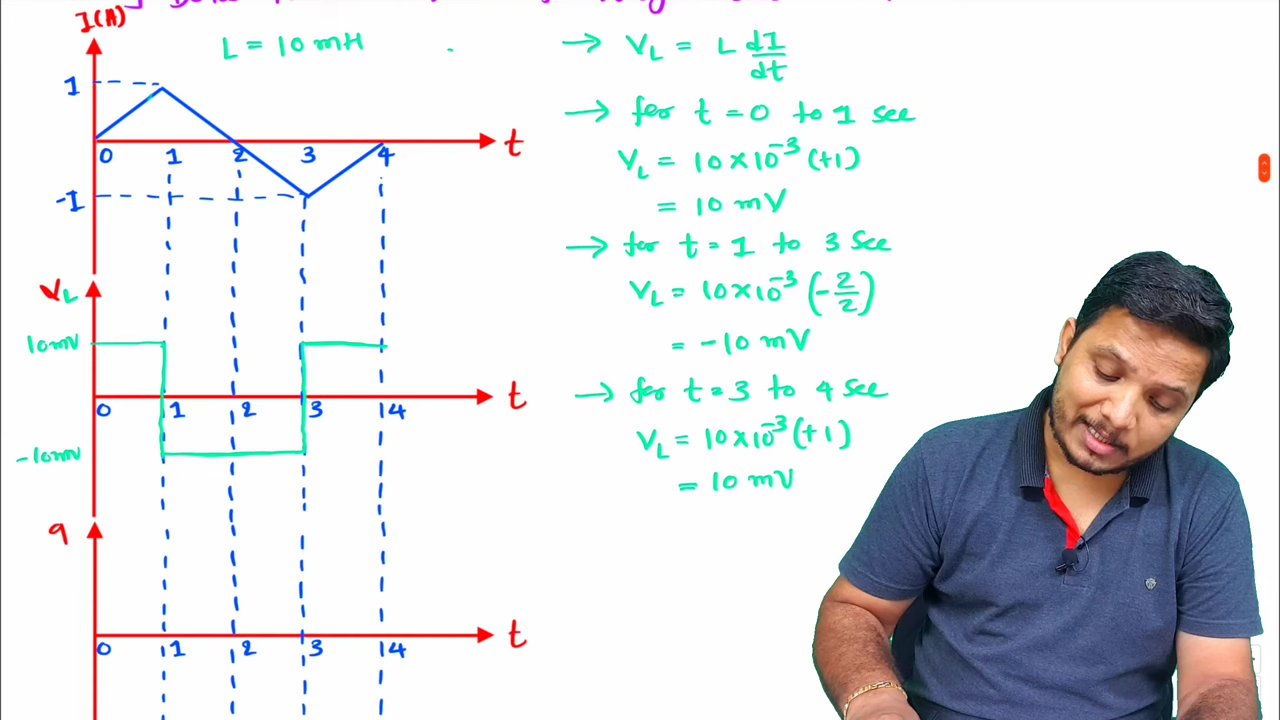 I(A)
L = 10 mH
1
0 1 2 3 4 t
-1
VL
10mV
0 1 2 3 4 t
-10mV
q
0 1 2 3 4 t
→ VL = L dI/dt
→ for t = 0 to 1 sec
VL = 10×10⁻³ (+1)
= 10 mV
→ for t = 1 to 3 sec
VL = 10×10⁻³ (-2/2)
= -10 mV
→ for t = 3 to 4 sec
VL = 10×10⁻³ (+1)
= 10 mV